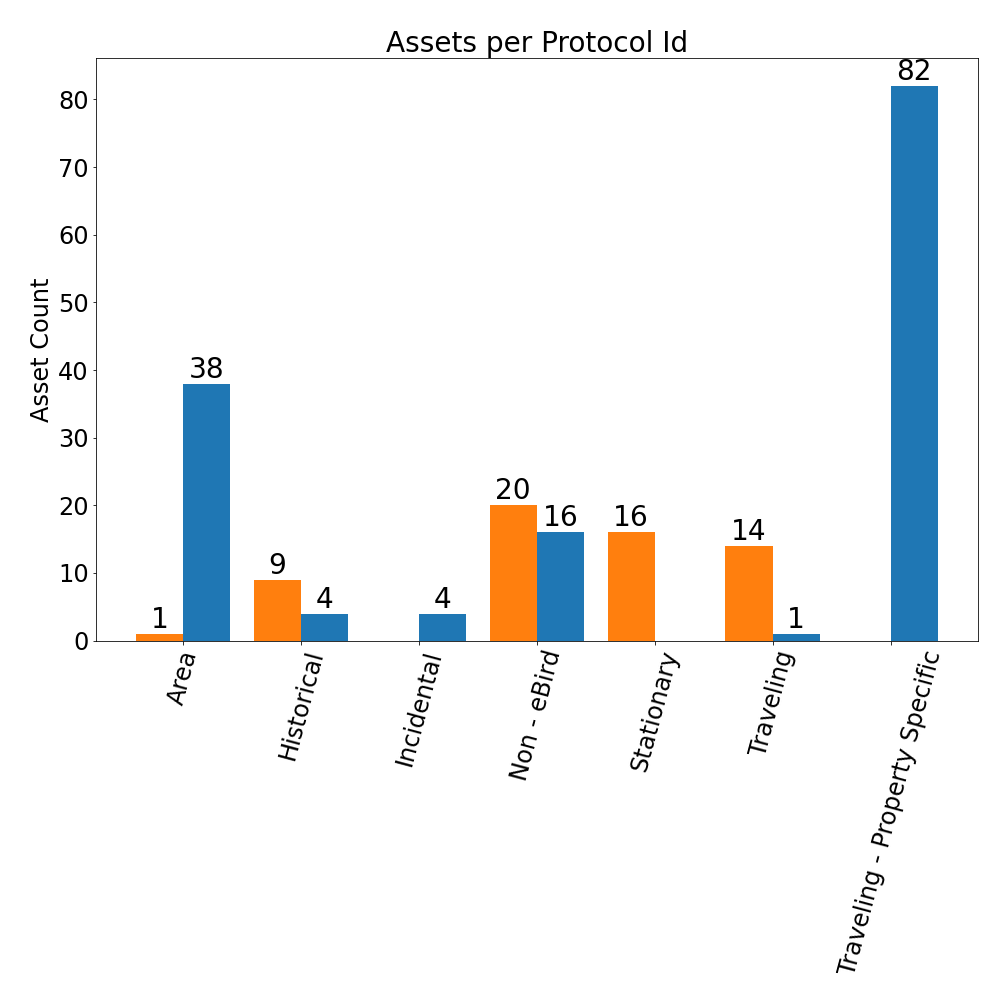 Assets per Protocol Id
Asset Count
80
70
60
50
40
30
20
10
0
1
38
9
4
4
20
16
16
14
1
82
Area
Historical
Incidental
Non - eBird
Stationary
Traveling
Traveling - Property Specific